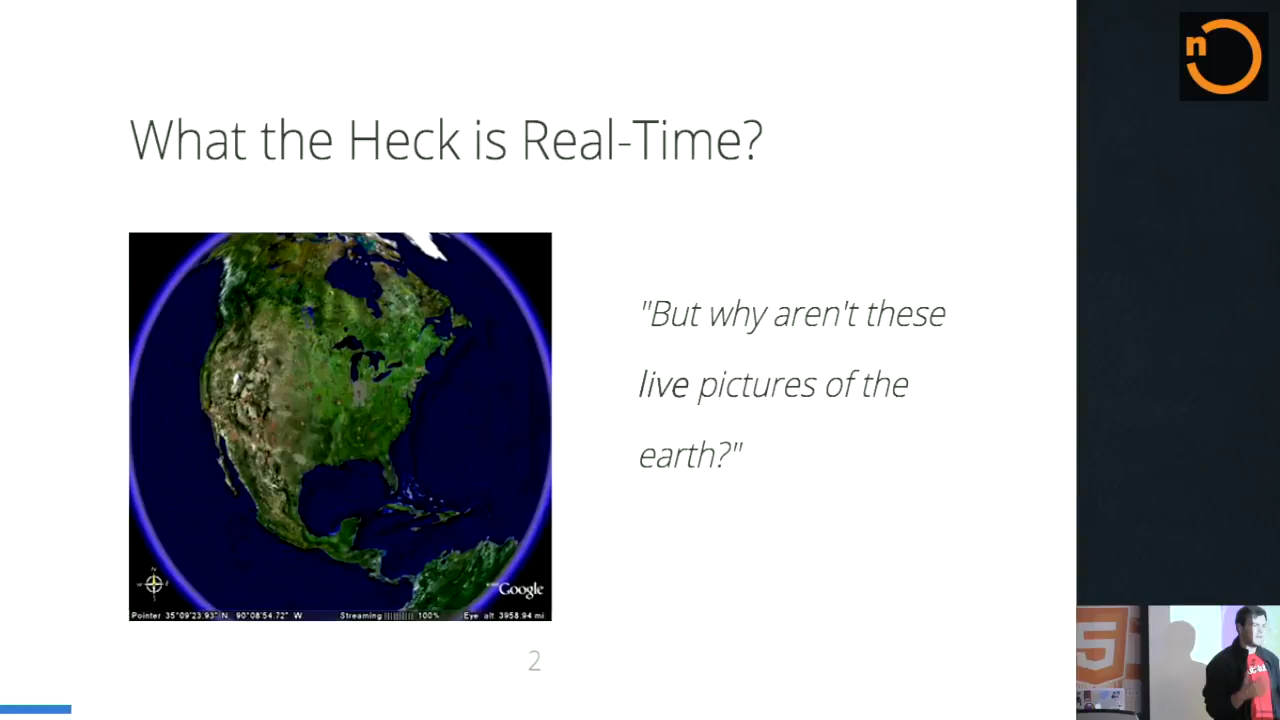 What the Heck is Real-Time?
"But why aren't these
live pictures of the
earth?"
Google
Pointer 35°09'23.93" N 90°08'54.72" W Streaming ||||||||| 100% Eye alt 3958.94 mi
2
n
5